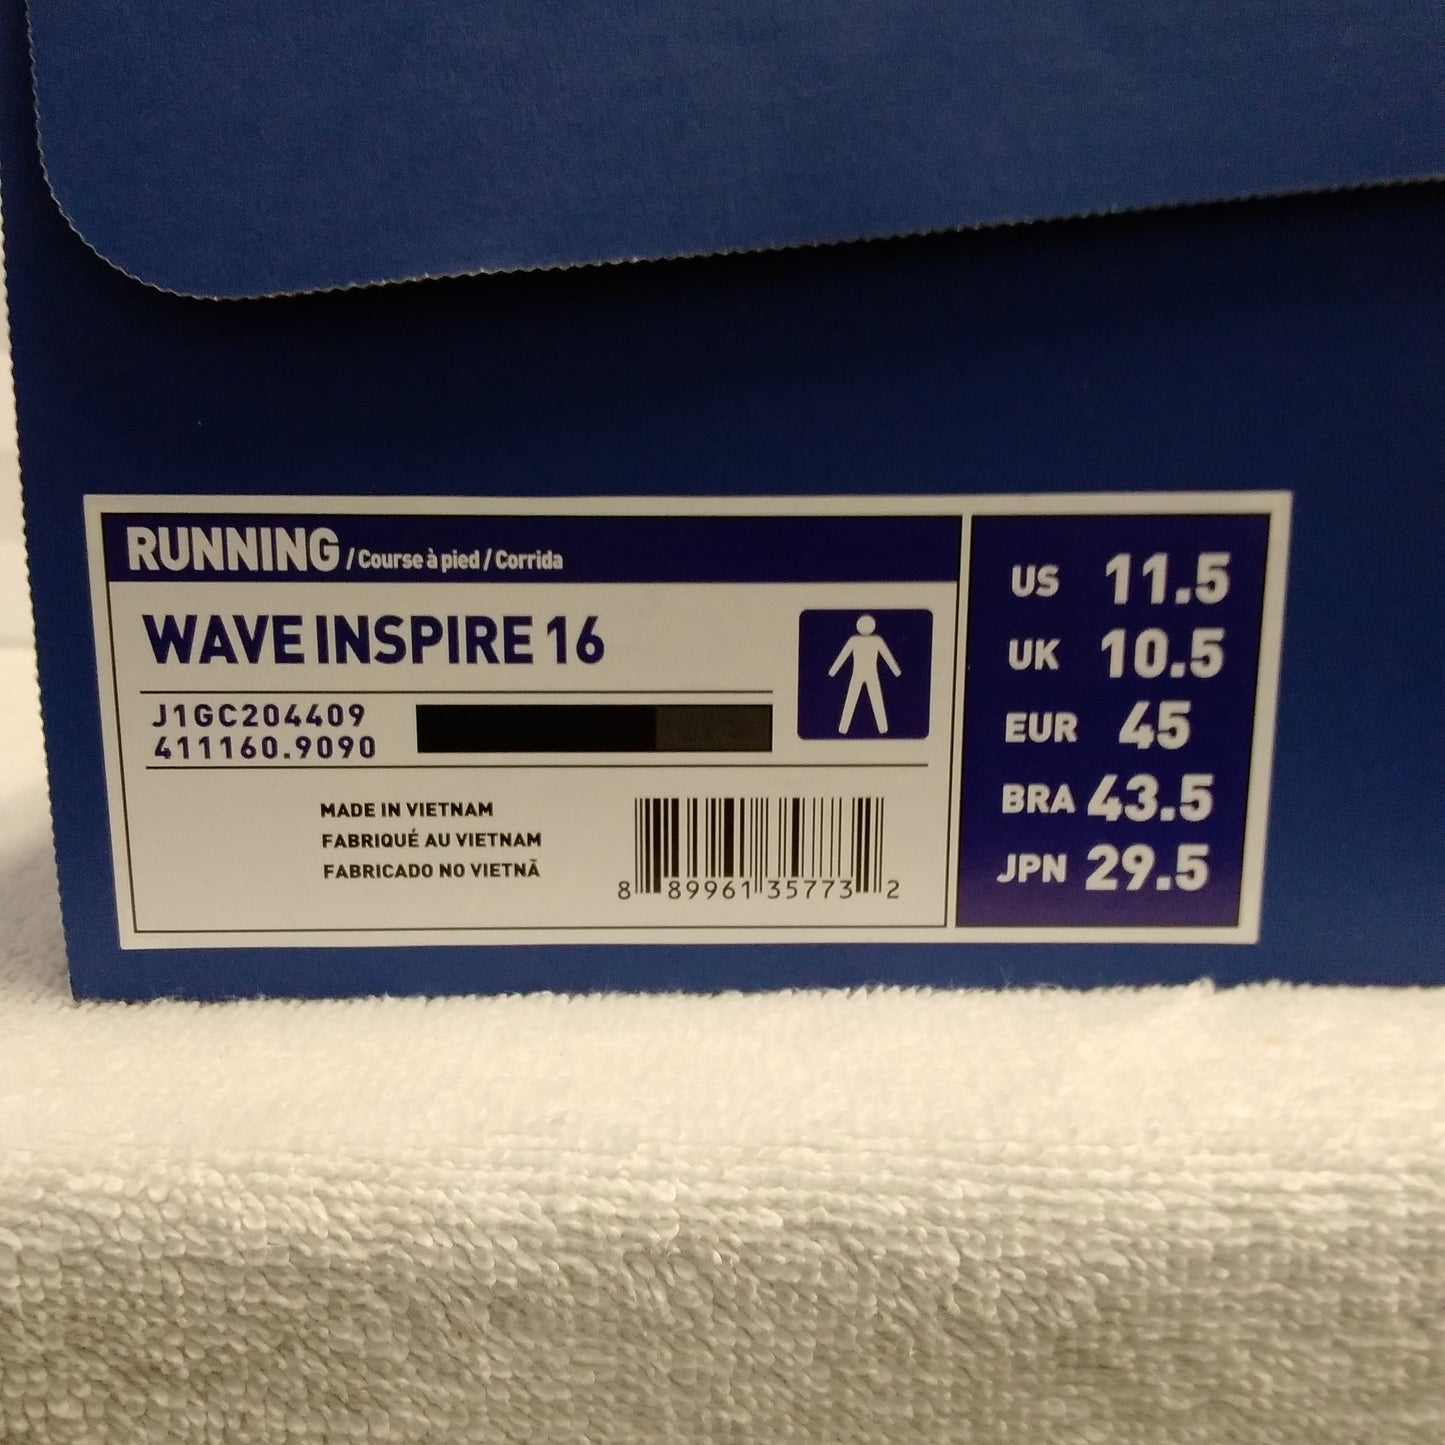 RUNNING / Course à pied / Corrida
WAVE INSPIRE 16
J1GC204409
411160.9090
MADE IN VIETNAM
FABRIQUÉ AU VIETNAM
FABRICADO NO VIETNÃ
8 89961 35773 2
US 11.5
UK 10.5
EUR 45
BRA 43.5
JPN 29.5